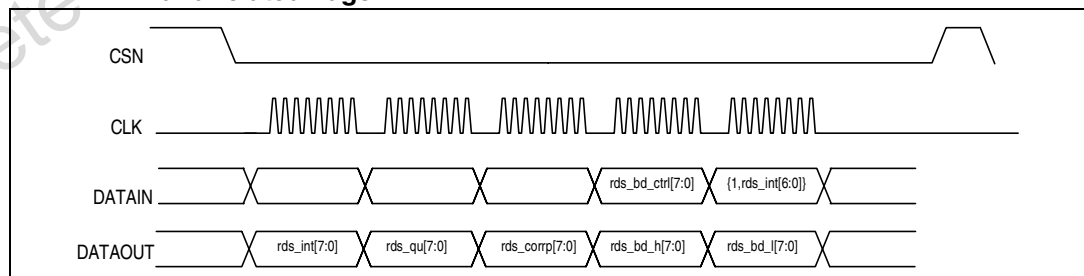 CSN
CLK
DATAIN
rds_bd_ctrl[7:0]
{1,rds_int[6:0]}
DATAOUT
rds_int[7:0]
rds_qu[7:0]
rds_corrp[7:0]
rds_bd_h[7:0]
rds_bd_l[7:0]